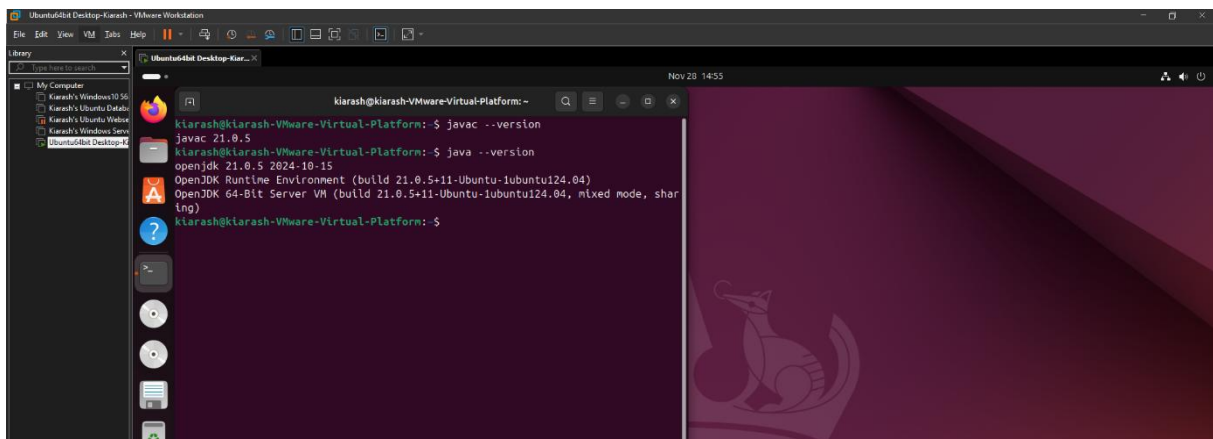 Ubuntu64bit Desktop-Kiarash - VMware Workstation
File Edit View VM Tabs Help
Library
Type here to search
My Computer
Kiarash's Windows10 56
Kiarash's Ubuntu Databa
Kiarash's Ubuntu Webse
Kiarash's Windows Serve
Ubuntu64bit Desktop-Ki
Ubuntu64bit Desktop-Kiar...
Nov 28 14:55
kiarash@kiarash-VMware-Virtual-Platform: ~
kiarash@kiarash-VMware-Virtual-Platform:~$ javac --version
javac 21.0.5
kiarash@kiarash-VMware-Virtual-Platform:~$ java --version
openjdk 21.0.5 2024-10-15
OpenJDK Runtime Environment (build 21.0.5+11-Ubuntu-1ubuntu124.04)
OpenJDK 64-Bit Server VM (build 21.0.5+11-Ubuntu-1ubuntu124.04, mixed mode, shar
ing)
kiarash@kiarash-VMware-Virtual-Platform:~$